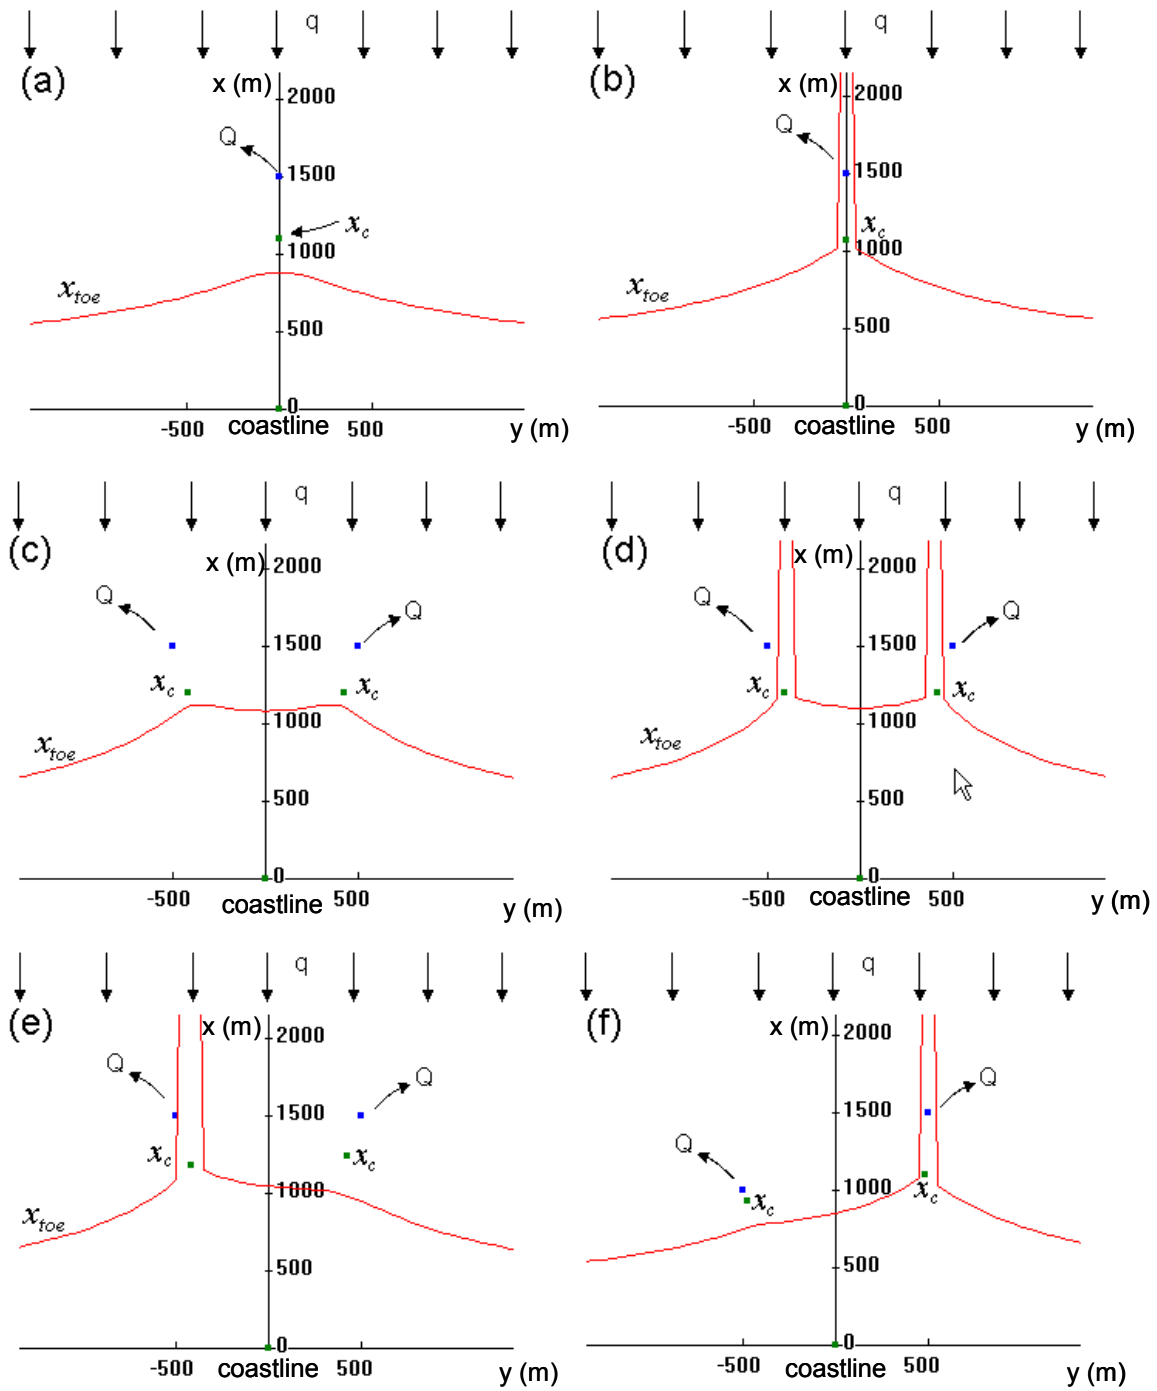 q q
(a) x (m) 2000 (b) x (m) 2000
Q Q
1500 1500
x_c x_c
1000 1000
x_toe x_toe
500 500
0 0
-500 coastline 500 y (m) -500 coastline 500 y (m)
q q
(c) x (m) 2000 (d) x (m) 2000
Q Q Q Q
1500 1500
x_c x_c x_c x_c
1000 1000
x_toe x_toe
500 500
0 0
-500 coastline 500 y (m) -500 coastline 500 y (m)
q q
(e) x (m) 2000 (f) x (m) 2000
Q Q Q
1500 1500
Q
x_c x_c
1000 1000
x_c x_c
x_toe
500 500
0 0
-500 coastline 500 y (m) -500 coastline 500 y (m)